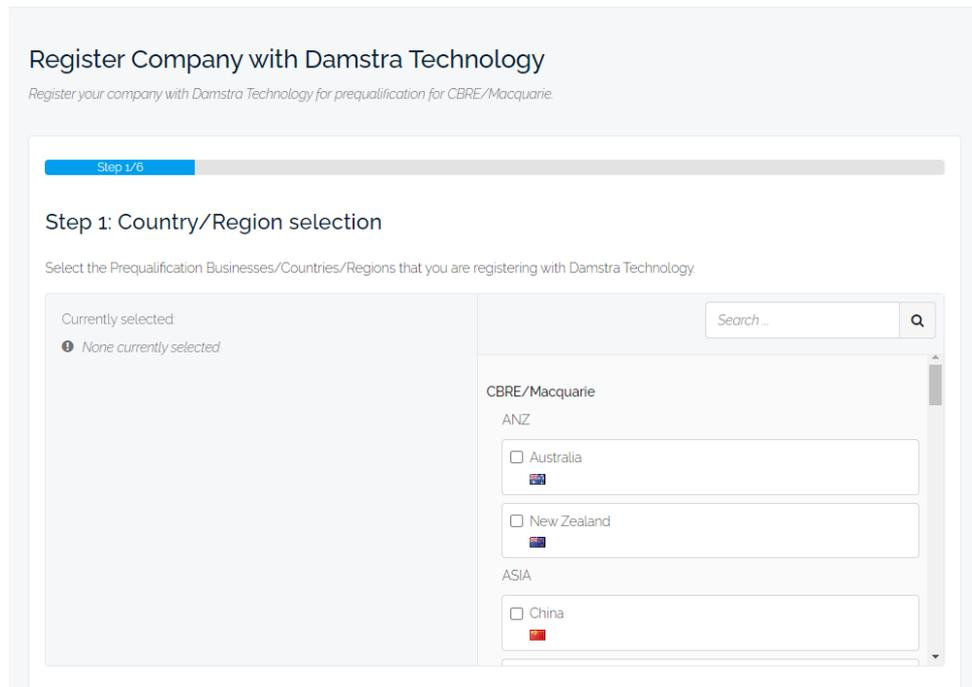 Register Company with Damstra Technology
Register your company with Damstra Technology for prequalification for CBRE/Macquarie.
Step 1/6
Step 1: Country/Region selection
Select the Prequalification Businesses/Countries/Regions that you are registering with Damstra Technology.
Currently selected:
None currently selected
Search ...
CBRE/Macquarie
ANZ
Australia
New Zealand
ASIA
China